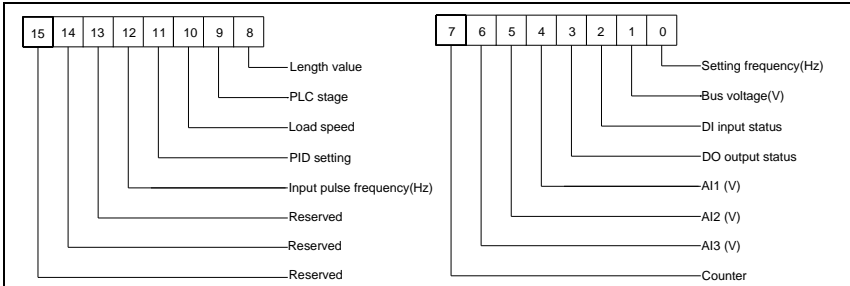 15 14 13 12 11 10 9 8
Length value
PLC stage
Load speed
PID setting
Input pulse frequency(Hz)
Reserved
Reserved
Reserved
7 6 5 4 3 2 1 0
Setting frequency(Hz)
Bus voltage(V)
DI input status
DO output status
AI1 (V)
AI2 (V)
AI3 (V)
Counter